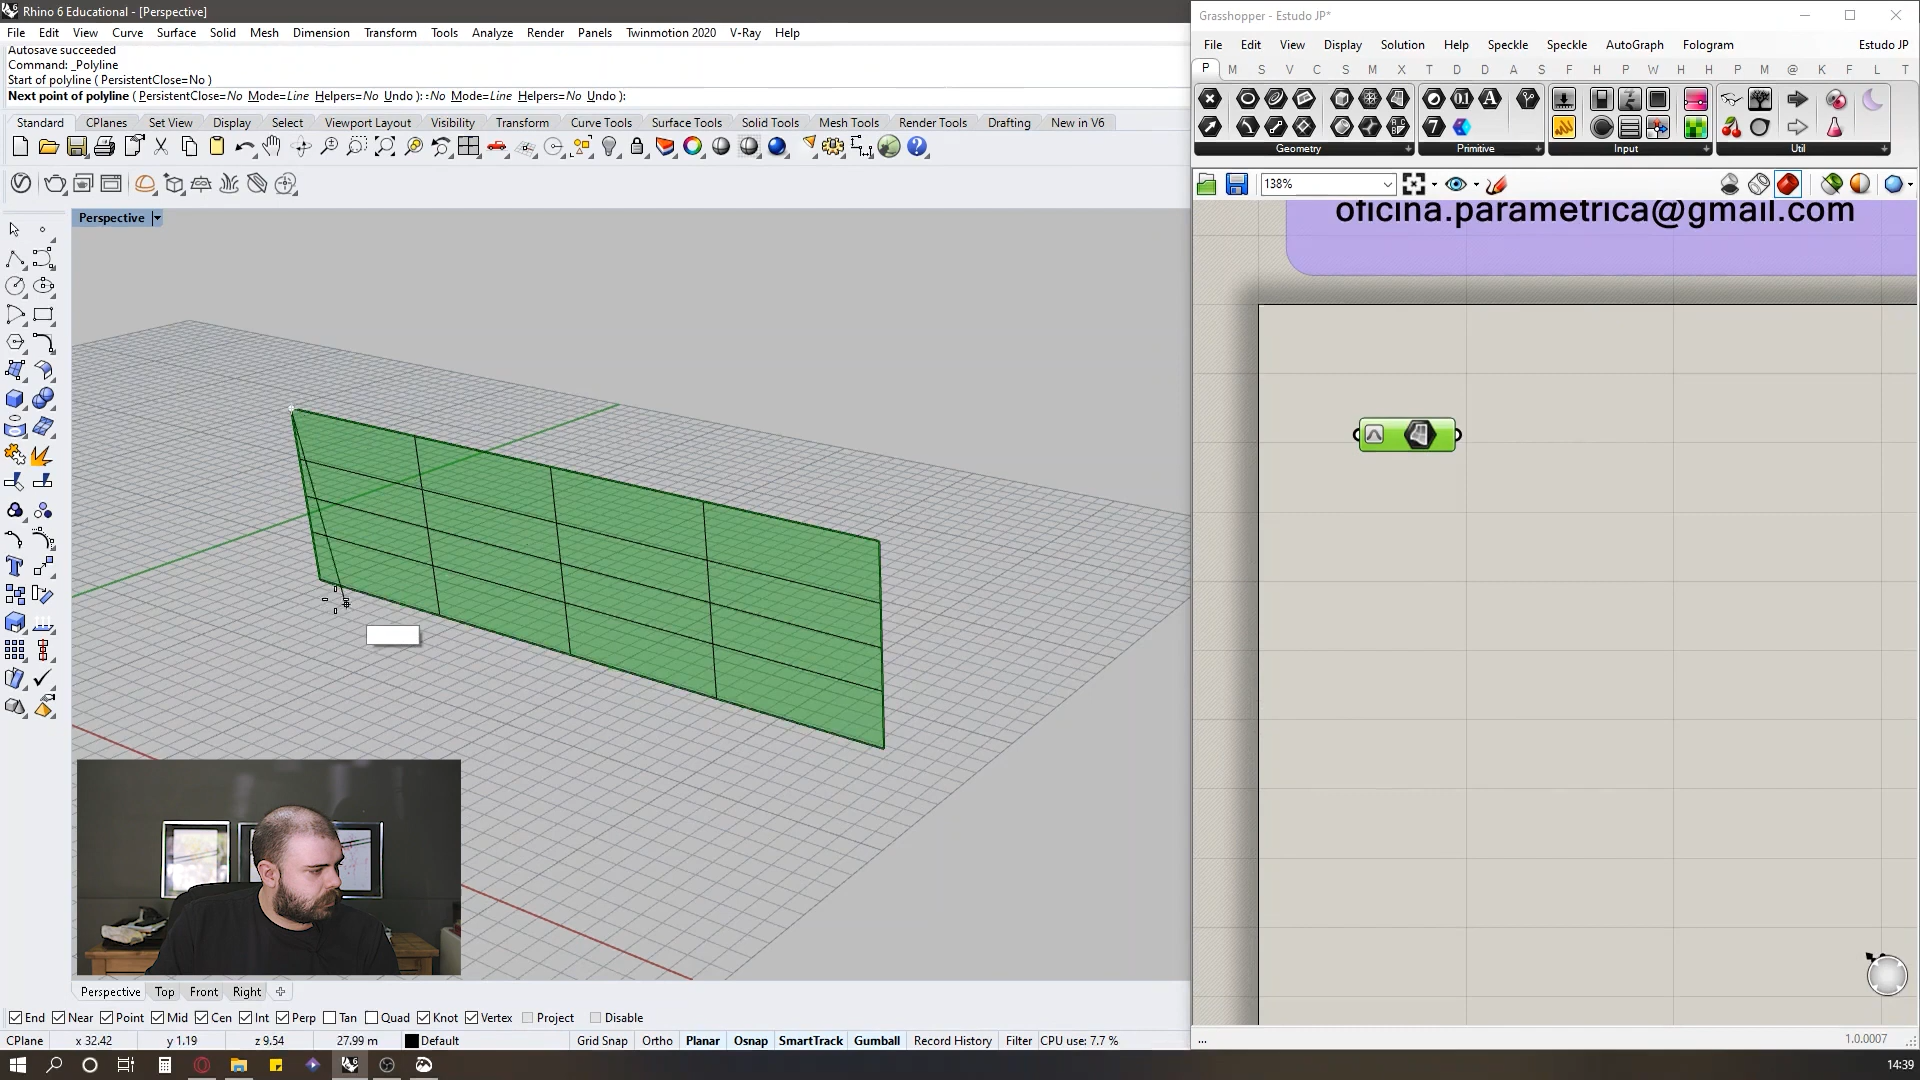 Rhino 6 Educational - [Perspective]
File Edit View Curve Surface Solid Mesh Dimension Transform Tools Analyze Render Panels Twinmotion 2020 V-Ray Help
Autosave succeeded
Command: _Polyline
Start of polyline ( PersistentClose=No )
Next point of polyline ( PersistentClose=No Mode=Line Helpers=No Undo ): :No Mode=Line Helpers=No Undo ):
Standard CPlanes Set View Display Select Viewport Layout Visibility Transform Curve Tools Surface Tools Solid Tools Mesh Tools Render Tools Drafting New in V6
Perspective
Perspective Top Front Right
End Near Point Mid Cen Int Perp Tan Quad Knot Vertex Project Disable
CPlane x 32.42 y 1.19 z 9.54 27.99 m Default Grid Snap Ortho Planar Osnap SmartTrack Gumball Record History Filter CPU use: 7.7 %
Grasshopper - Estudo JP*
File Edit View Display Solution Help Speckle Speckle AutoGraph Fologram Estudo JP
P M S V C S M X T D D A S F H P W H H P M @ X F L T
Geometry Primitive Input Util
138%
oficina.parametrica@gmail.com
...
1.0.0007
14:39